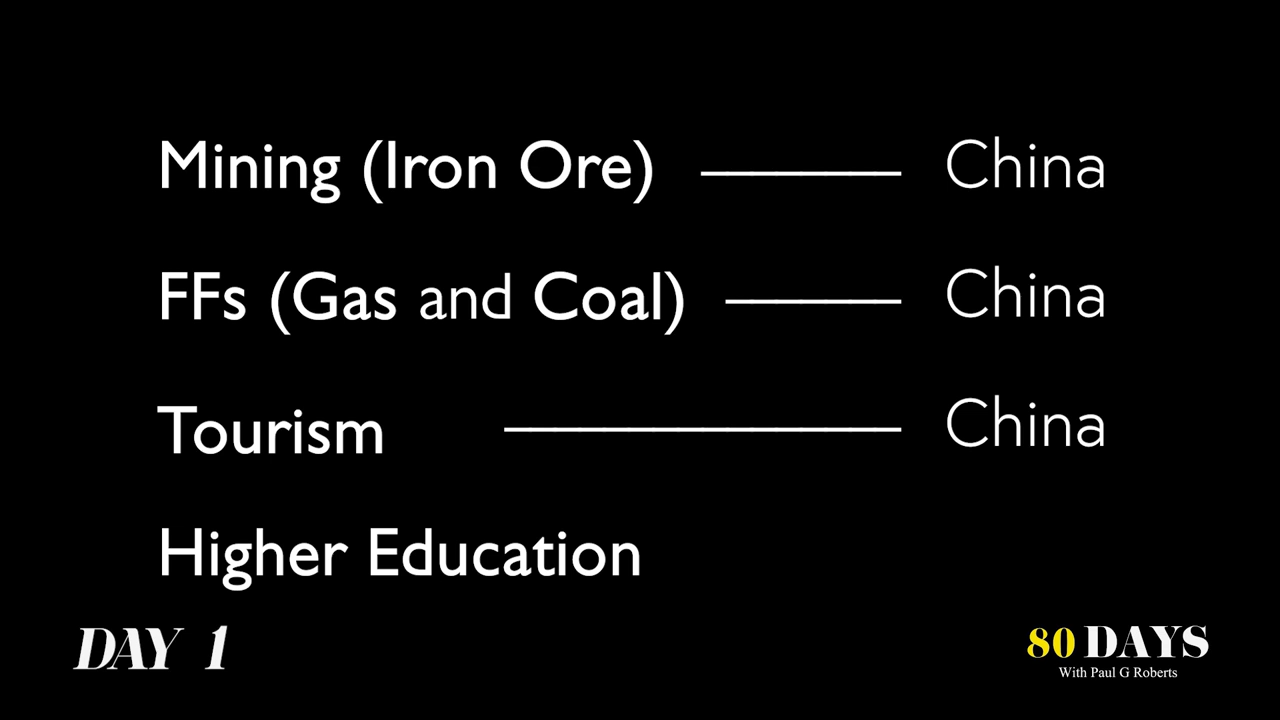 Mining (Iron Ore) China
FFs (Gas and Coal) China
Tourism China
Higher Education
DAY 1
80 DAYS
With Paul G Roberts